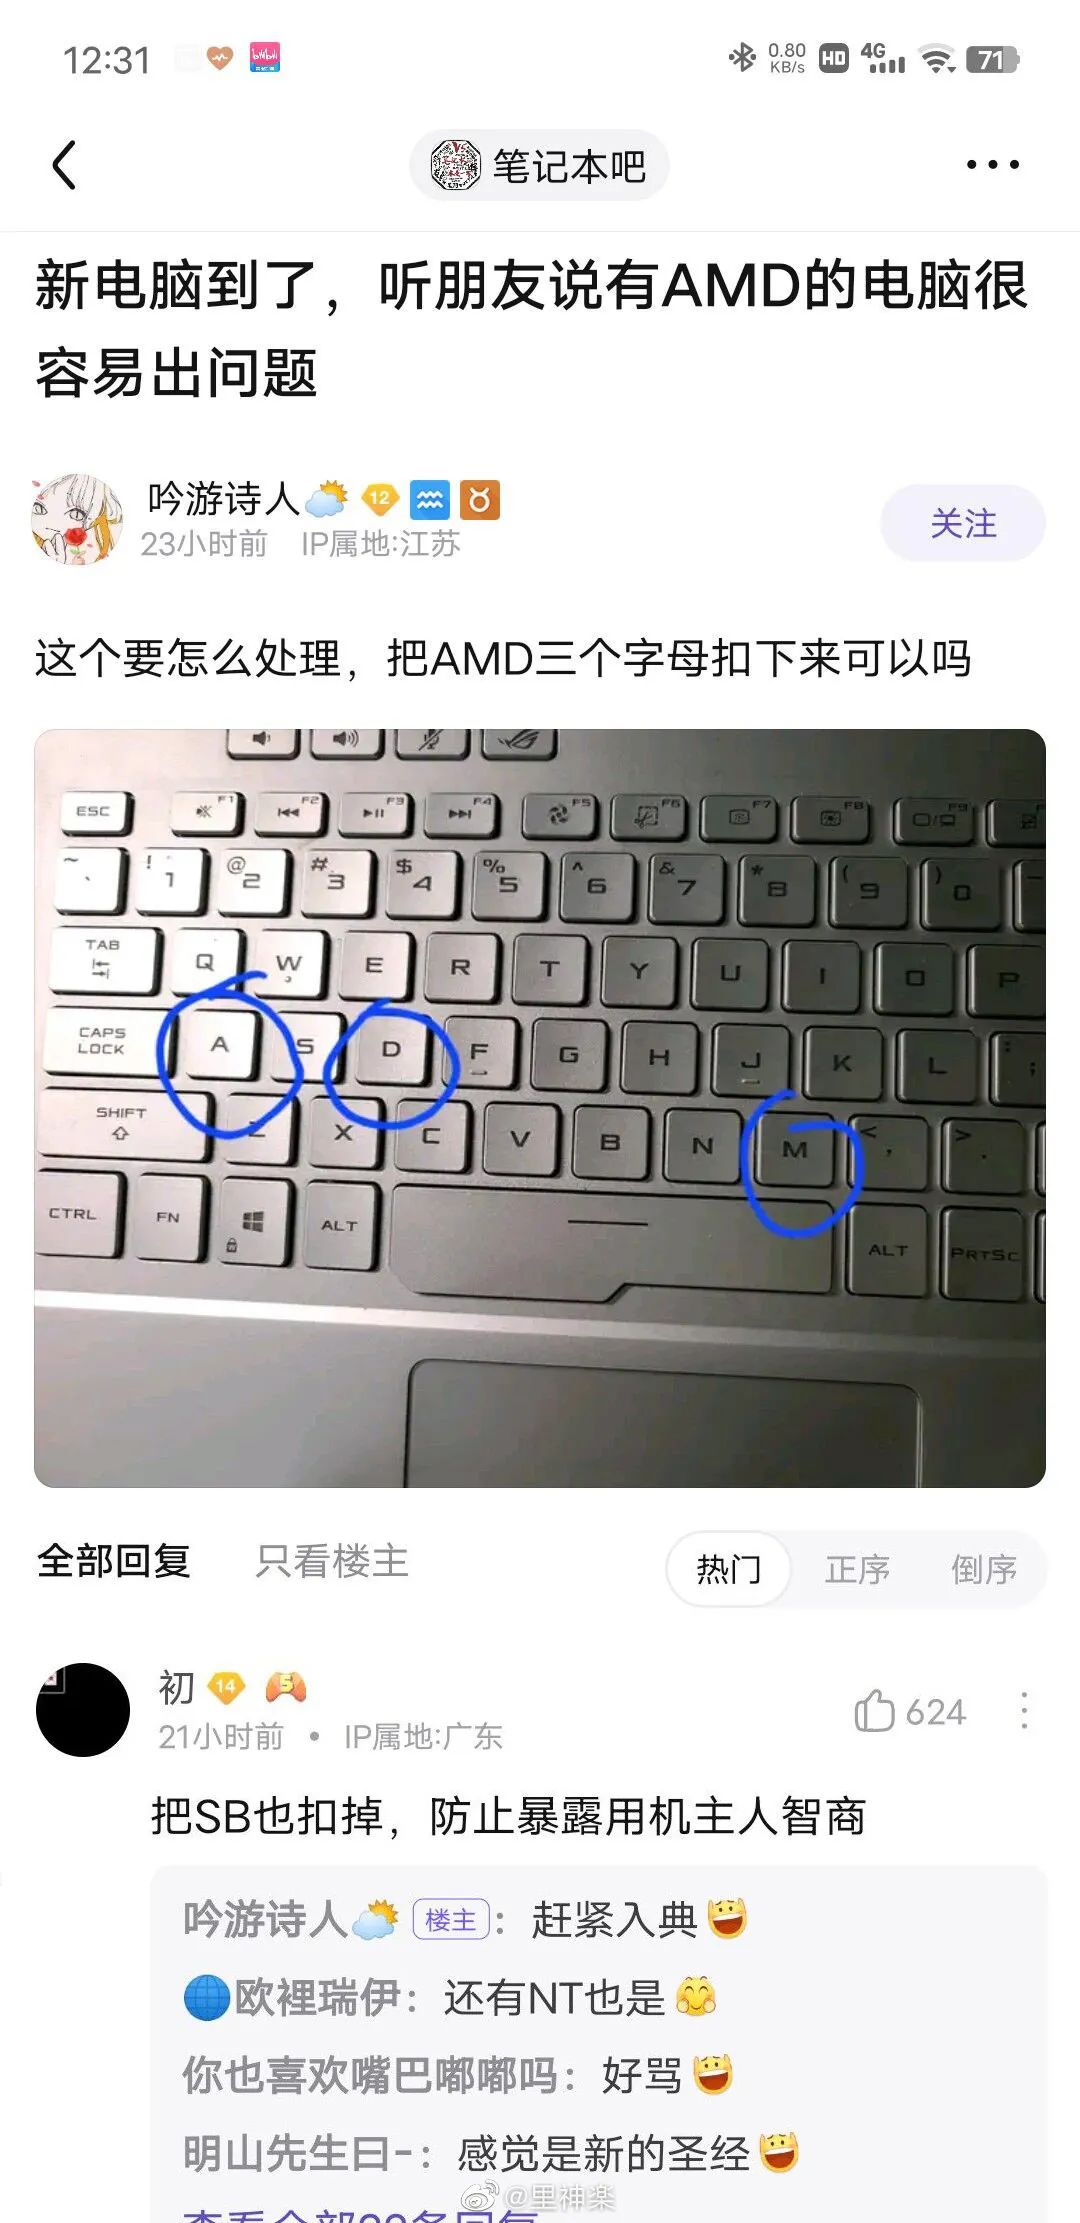 12:31
0.80 KB/s HD 4G 71
笔记本吧
新电脑到了，听朋友说有AMD的电脑很
容易出问题
吟游诗人 12
23小时前 IP属地:江苏
关注
这个要怎么处理，把AMD三个字母扣下来可以吗
ESC F1 F2 F3 F4 F5 F6 F7 F8 F9
~ ` ! 1 @ 2 # 3 $ 4 % 5 ^ 6 & 7 * 8 ( 9 ) 0
TAB Q W E R T Y U I O P
CAPS LOCK A S D F G H J K L : ;
SHIFT Z X C V B N M < , > .
CTRL FN ALT ALT PRTSC
全部回复 只看楼主 热门 正序 倒序
初 14 5
21小时前 • IP属地:广东
624
把SB也扣掉，防止暴露用机主人智商
吟游诗人 楼主：赶紧入典
欧裡瑞伊：还有NT也是
你也喜欢嘴巴嘟嘟吗：好骂
明山先生曰-：感觉是新的圣经
@里神楽